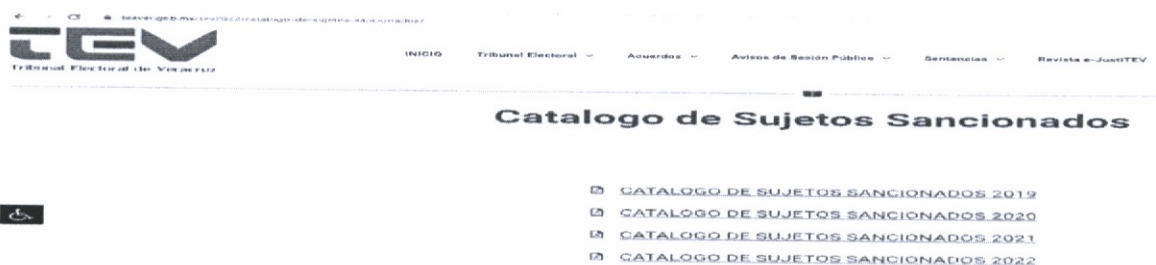 TEV
Tribunal Electoral de Veracruz
INICIO Tribunal Electoral Acuerdos Avisos de Sesión Pública Sentencias Revista e-JustiTEV
Catalogo de Sujetos Sancionados
CATALOGO DE SUJETOS SANCIONADOS 2019
CATALOGO DE SUJETOS SANCIONADOS 2020
CATALOGO DE SUJETOS SANCIONADOS 2021
CATALOGO DE SUJETOS SANCIONADOS 2022